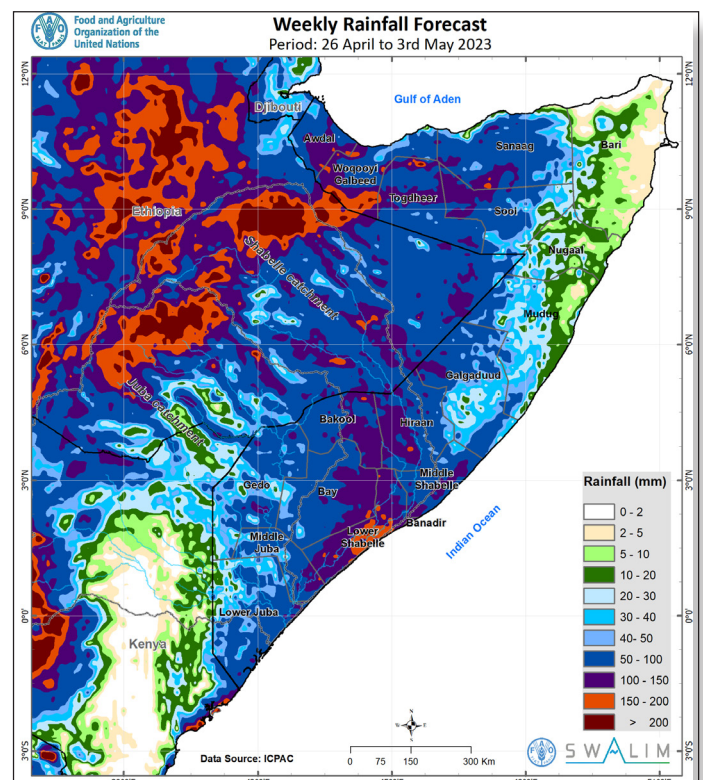 FAO
Food and Agriculture
Organization of the
United Nations
Weekly Rainfall Forecast
Period: 26 April to 3rd May 2023
12°0'N
12°0'N
Gulf of Aden
Djibouti
Awdal
Sanaag
Bari
Woqooyi
Galbeed
Togdheer
9°0'N
Ethiopia
Sool
9°0'N
Shabelle catchment
Nugaal
Mudug
6°0'N
6°0'N
Galgaduud
Juba catchment
Bakool
Hiraan
3°0'N
Gedo
Bay
Middle
Shabelle
3°0'N
Banadir
Lower
Shabelle
Middle
Juba
Indian Ocean
0°0'
Lower Juba
0°0'
Kenya
3°0'S
3°0'S
Rainfall (mm)
0 - 2
2 - 5
5 - 10
10 - 20
20 - 30
30 - 40
40- 50
50 - 100
100 - 150
150 - 200
> 200
Data Source: ICPAC
0 75 150 300 Km
FAO
SWALIM